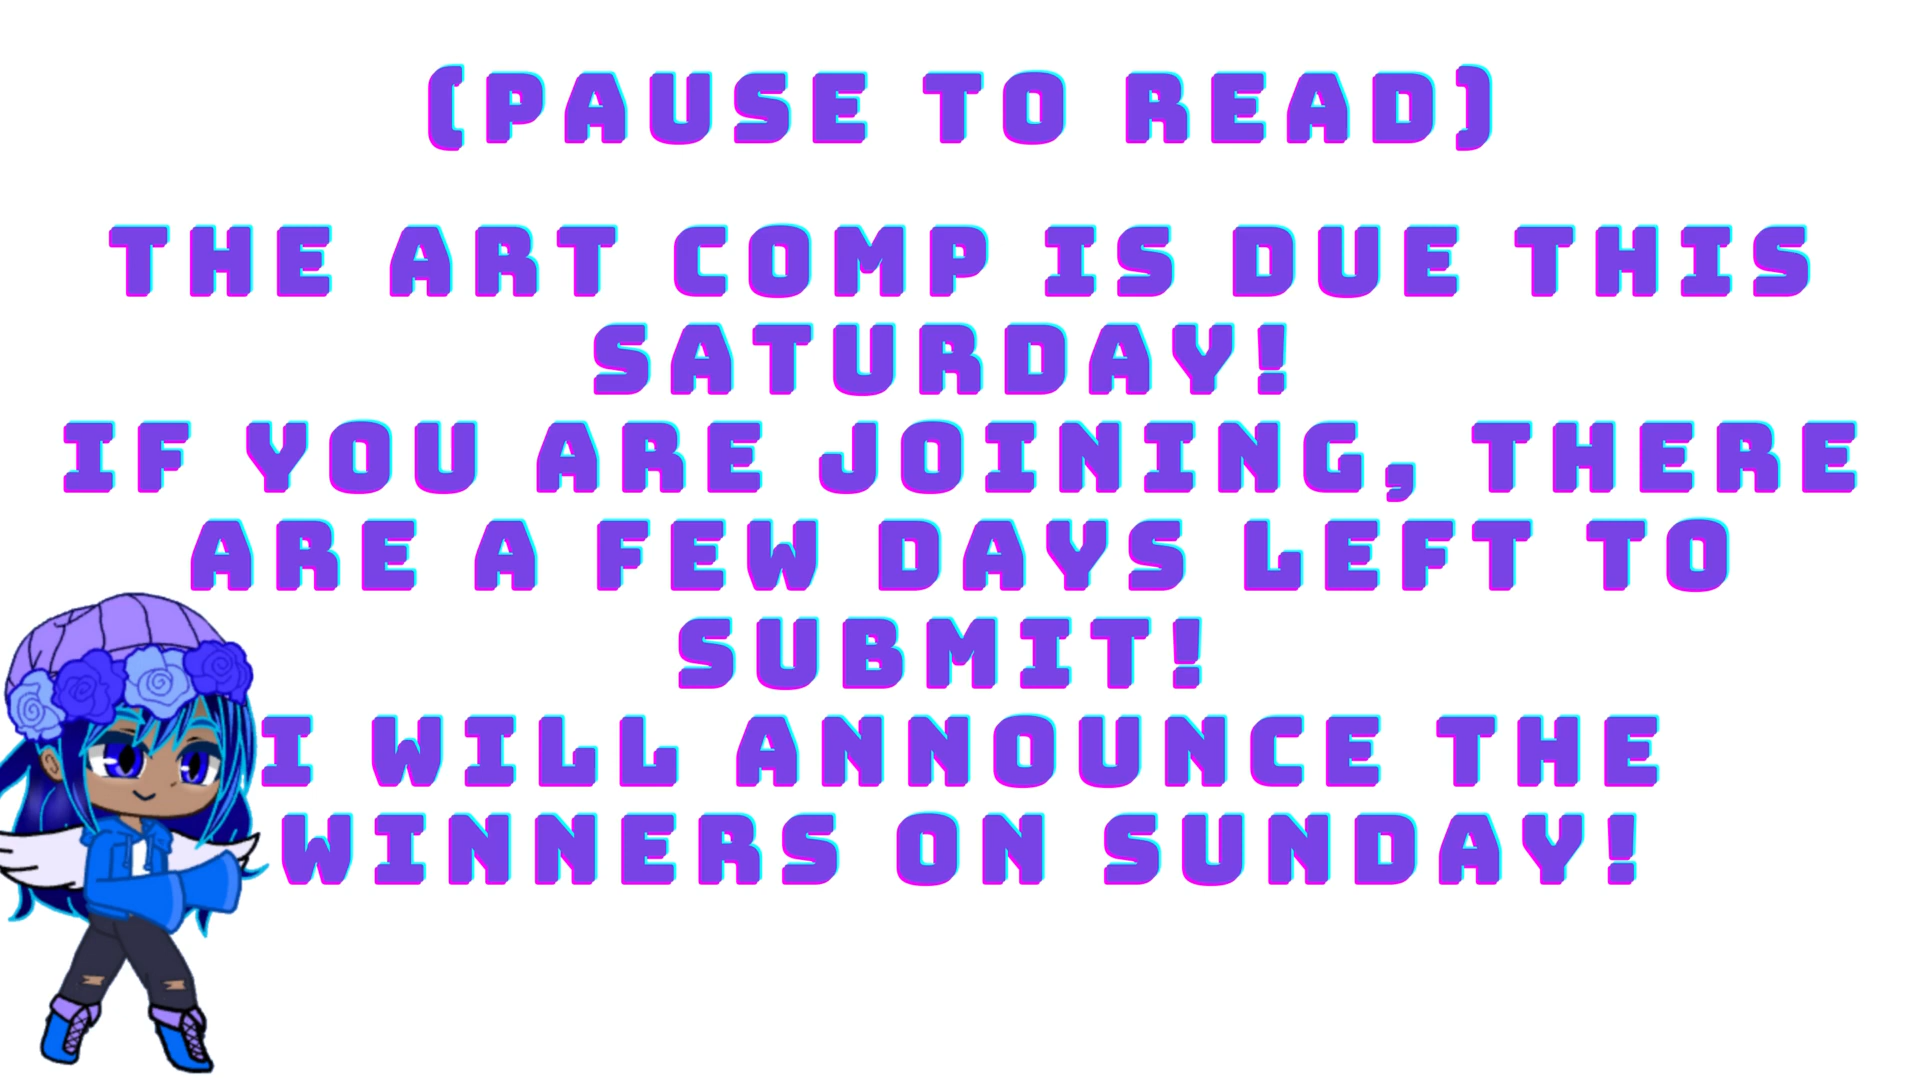 (PAUSE TO READ)
THE ART COMP IS DUE THIS
SATURDAY!
IF YOU ARE JOINING, THERE
ARE A FEW DAYS LEFT TO
SUBMIT!
I WILL ANNOUNCE THE
WINNERS ON SUNDAY!